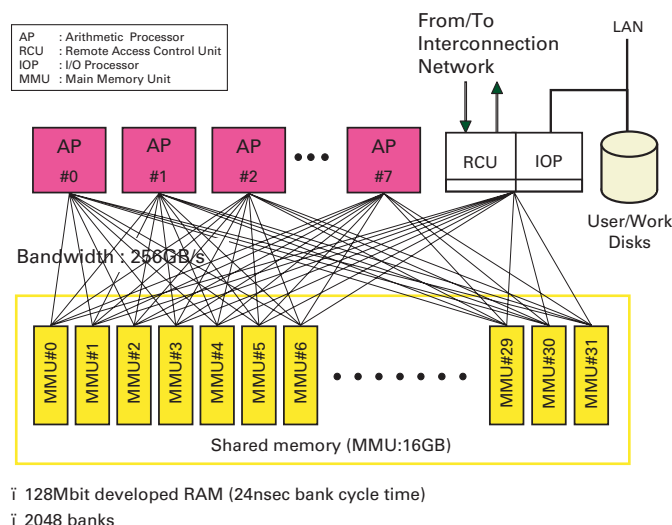 AP : Arithmetic Processor
RCU : Remote Access Control Unit
IOP : I/O Processor
MMU : Main Memory Unit
From/To
Interconnection
Network
LAN
AP
#0
AP
#1
AP
#2
AP
#7
RCU
IOP
User/Work
Disks
Bandwidth : 256GB/s
MMU#0
MMU#1
MMU#2
MMU#3
MMU#4
MMU#5
MMU#6
MMU#29
MMU#30
MMU#31
Shared memory (MMU:16GB)
ï 128Mbit developed RAM (24nsec bank cycle time)
ï 2048 banks